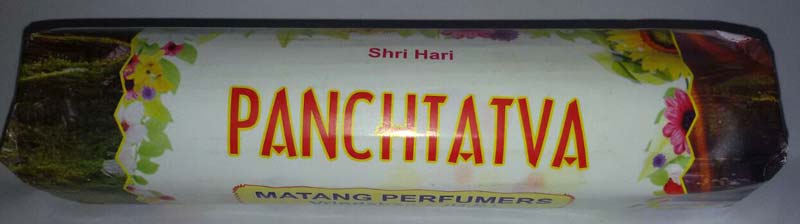 Shri Hari
PANCHTATVA
MATANG PERFUMERS